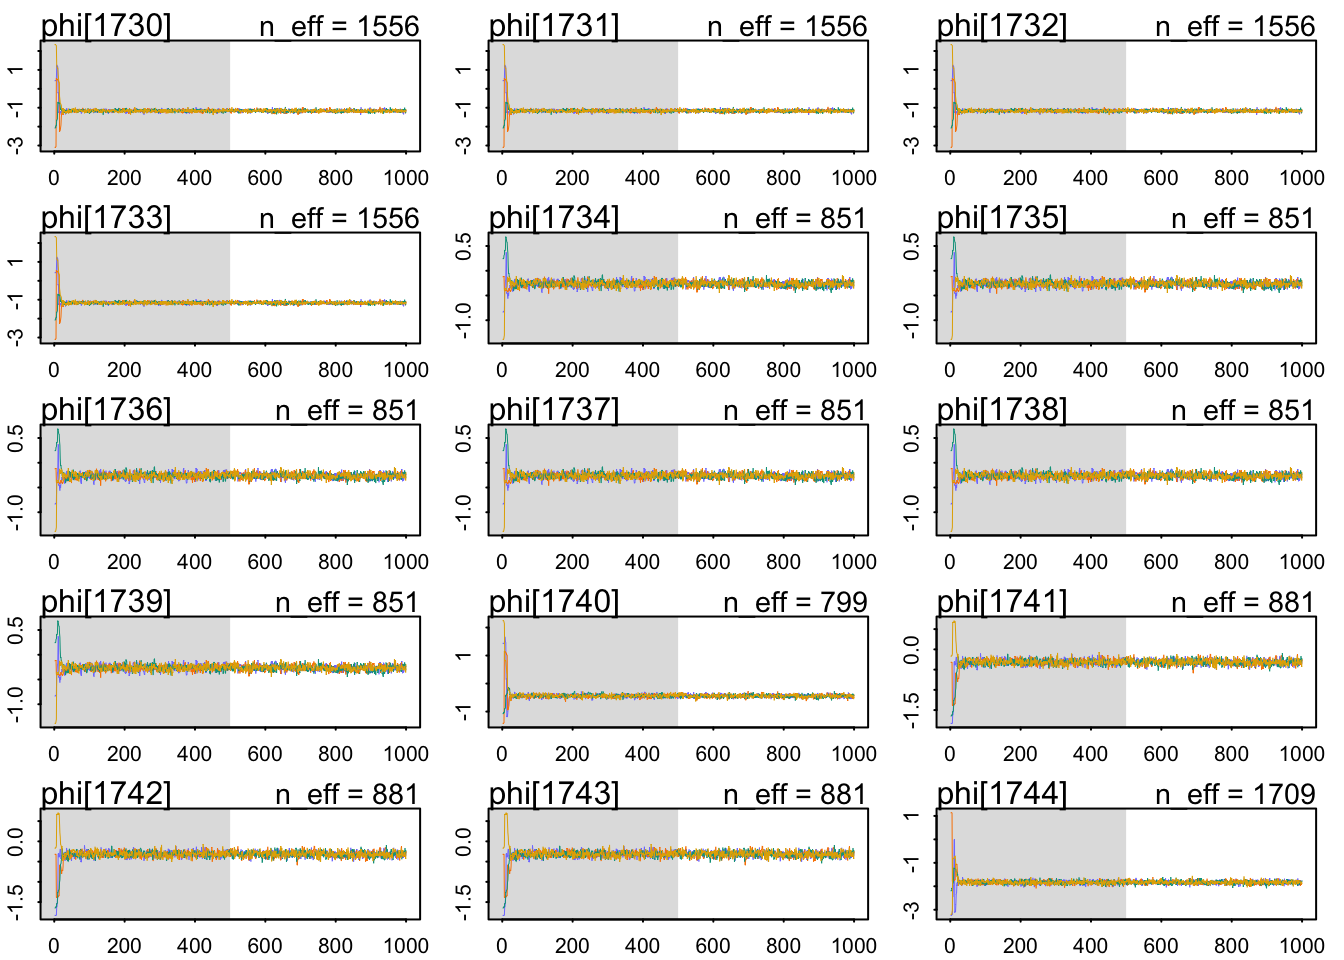 phi[1730] n_eff = 1556 phi[1731] n_eff = 1556 phi[1732] n_eff = 1556
1 1 1
-1 -1 -1
-3 -3 -3
0 200 400 600 800 1000 0 200 400 600 800 1000 0 200 400 600 800 1000
phi[1733] n_eff = 1556 phi[1734] n_eff = 851 phi[1735] n_eff = 851
1 0.5 0.5
-1 -1.0 -1.0
-3
0 200 400 600 800 1000 0 200 400 600 800 1000 0 200 400 600 800 1000
phi[1736] n_eff = 851 phi[1737] n_eff = 851 phi[1738] n_eff = 851
0.5 0.5 0.5
-1.0 -1.0 -1.0
0 200 400 600 800 1000 0 200 400 600 800 1000 0 200 400 600 800 1000
phi[1739] n_eff = 851 phi[1740] n_eff = 799 phi[1741] n_eff = 881
0.5 1 0.0
-1.0 -1 -1.5
0 200 400 600 800 1000 0 200 400 600 800 1000 0 200 400 600 800 1000
phi[1742] n_eff = 881 phi[1743] n_eff = 881 phi[1744] n_eff = 1709
0.0 0.0 1
-1.5 -1.5 -1
-3
0 200 400 600 800 1000 0 200 400 600 800 1000 0 200 400 600 800 1000